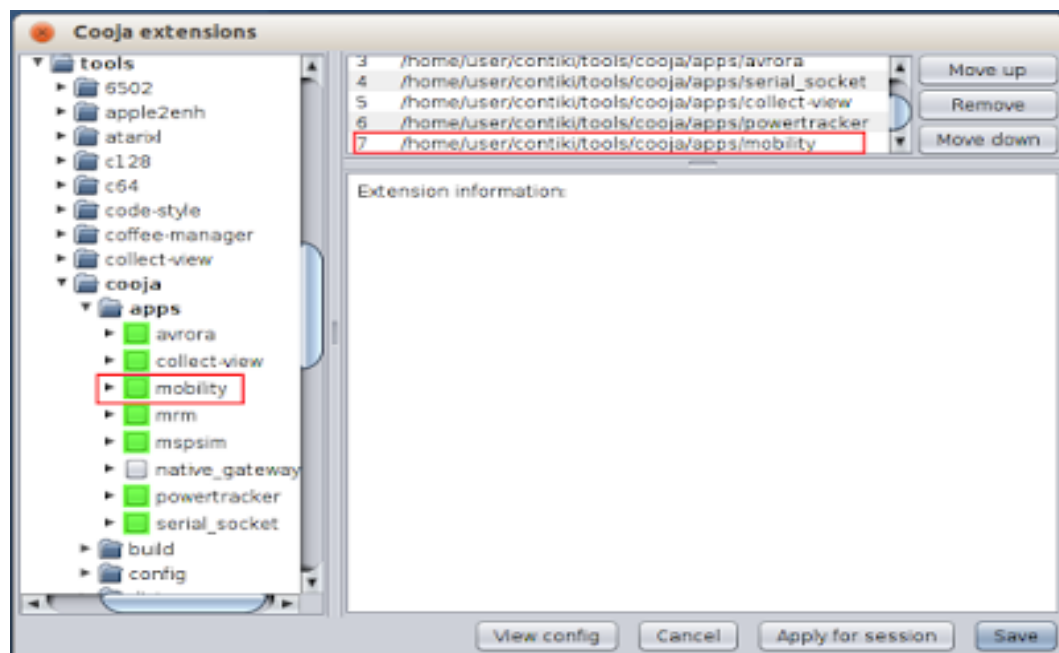 Cooja extensions
tools
6502
apple2enh
atarixl
c128
c64
code-style
coffee-manager
collect-view
cooja
apps
avrora
collect-view
mobility
mrm
mspsim
native_gateway
powertracker
serial_socket
build
config
3 /home/user/contiki/tools/cooja/apps/avrora
4 /home/user/contiki/tools/cooja/apps/serial_socket
5 /home/user/contiki/tools/cooja/apps/collect-view
6 /home/user/contiki/tools/cooja/apps/powertracker
7 /home/user/contiki/tools/cooja/apps/mobility
Move up
Remove
Move down
Extension information:
View config
Cancel
Apply for session
Save